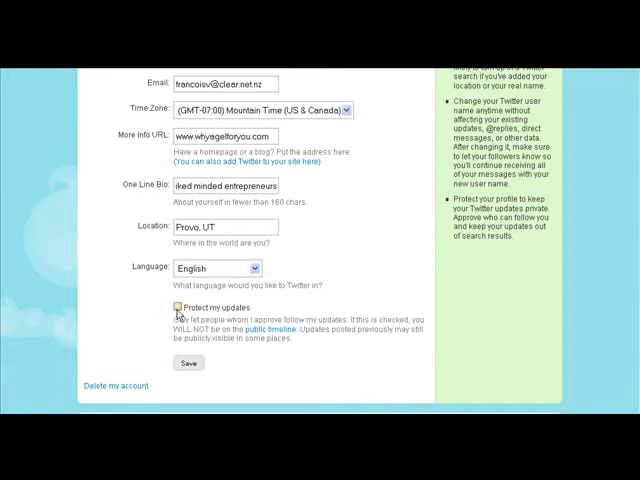 likely to turn up in a Twitter
search if you've added your
location or your real name.
Email: francoisv@clear.net.nz
Time Zone: (GMT-07:00) Mountain Time (US & Canada)
More Info URL: www.whyagelforyou.com
Have a homepage or a blog? Put the address here.
(You can also add Twitter to your site here)
One Line Bio: iked minded entrepreneurs
About yourself in fewer than 160 chars.
Location: Provo, UT
Where in the world are you?
Language: English
What language would you like to Twitter in?
Protect my updates
Only let people whom I approve follow my updates. If this is checked, you
WILL NOT be on the public timeline. Updates posted previously may still
be publicly visible in some places.
Save
Delete my account.
Change your Twitter user
name anytime without
affecting your existing
updates, @replies, direct
messages, or other data.
After changing it, make sure
to let your followers know so
you'll continue receiving all
of your messages with your
new user name.
Protect your profile to keep
your Twitter updates private.
Approve who can follow you
and keep your updates out
of search results.